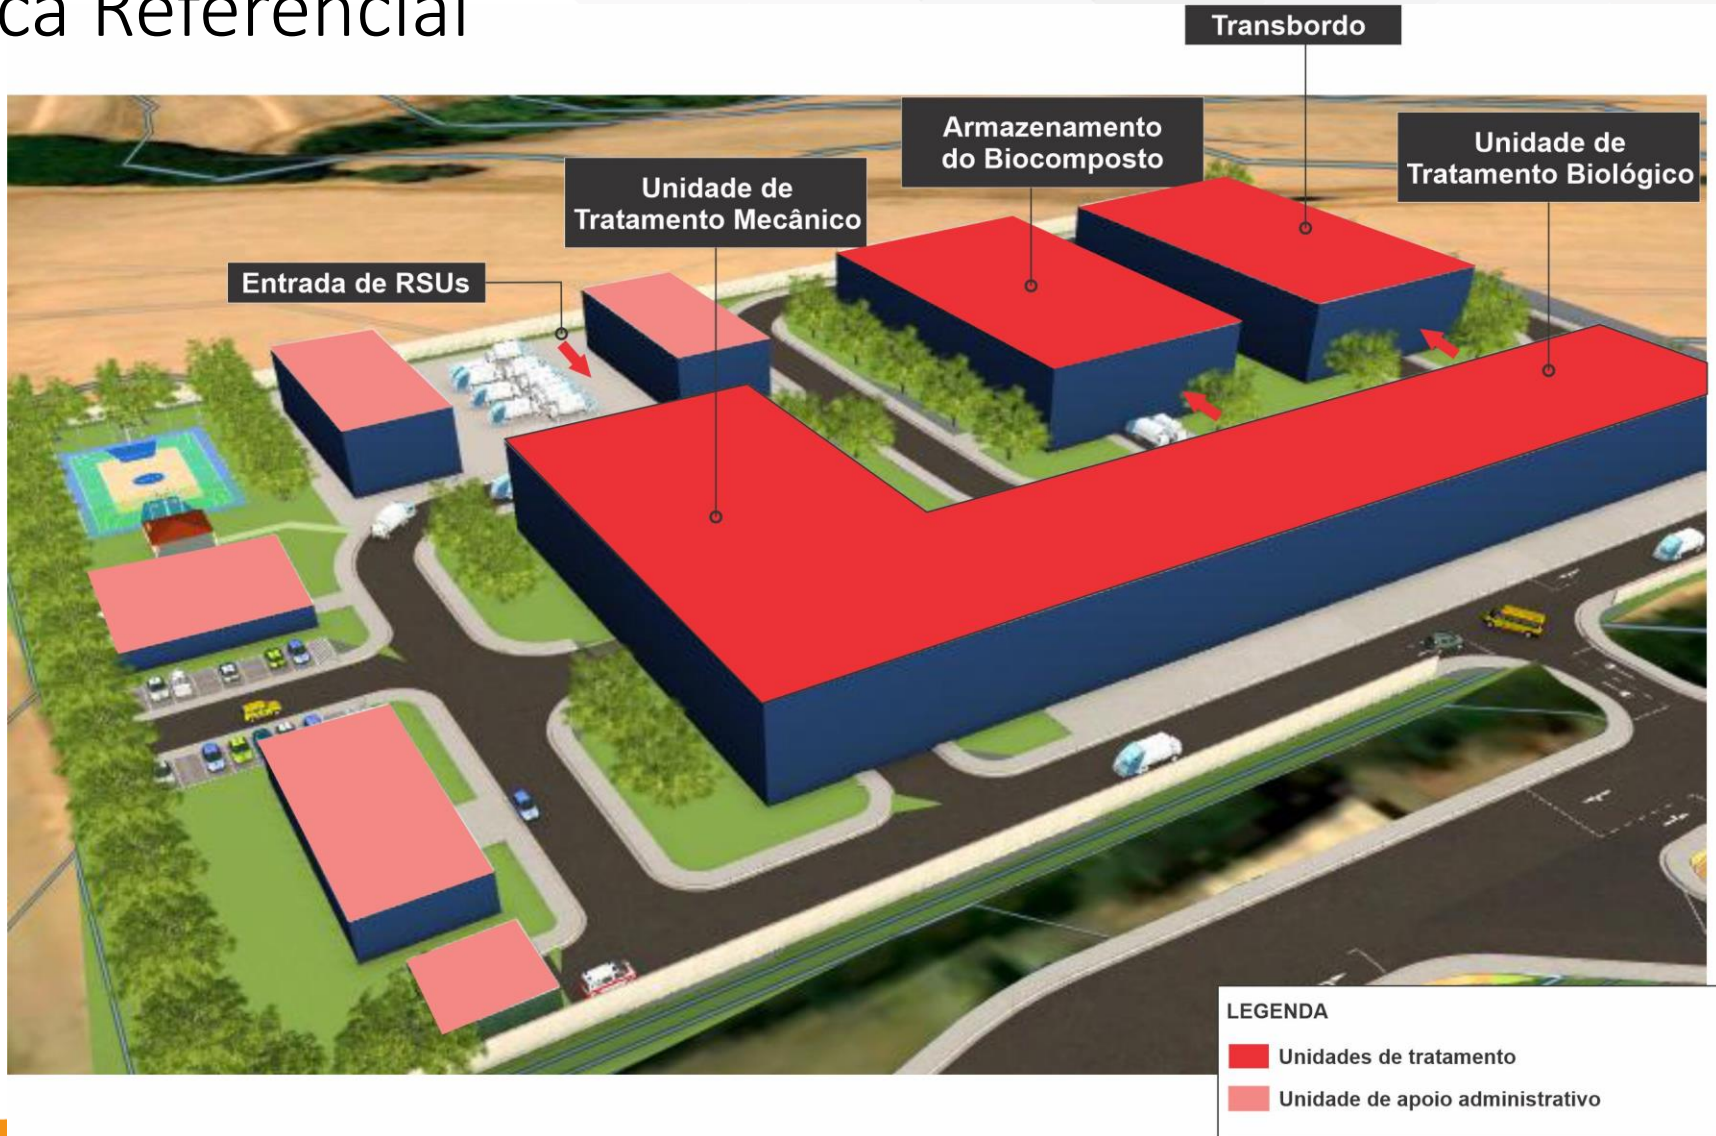 ca Referencial
Transbordo
Armazenamento
do Biocomposto
Unidade de
Tratamento Biológico
Unidade de
Tratamento Mecânico
Entrada de RSUs
LEGENDA
Unidades de tratamento
Unidade de apoio administrativo